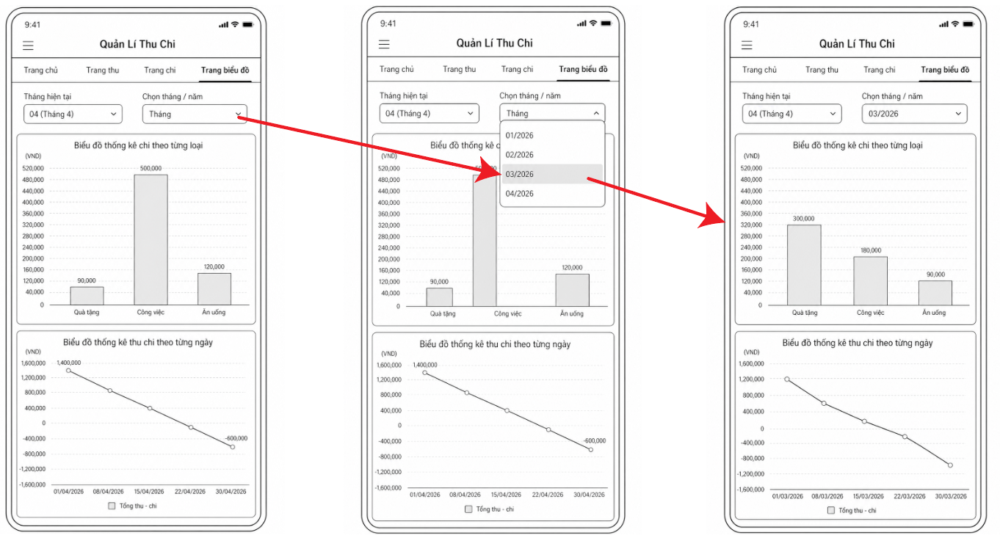 9:41
Quản Lí Thu Chi
Trang chủ Trang thu Trang chi Trang biểu đồ
Tháng hiện tại Chọn tháng / năm
04 (Tháng 4) Tháng
Biểu đồ thống kê chi theo từng loại
(VND)
520,000
500,000
480,000
440,000
400,000
360,000
320,000
280,000
240,000
200,000
160,000
120,000
120,000
90,000
40,000
0
Quà tặng Công việc Ăn uống
Biểu đồ thống kê thu chi theo từng ngày
(VND)
1,600,000
1,400,000
1,200,000
800,000
400,000
0
-400,000
-600,000
-800,000
-1,200,000
-1,600,000
01/04/2026 08/04/2026 15/04/2026 22/04/2026 30/04/2026
Tổng thu - chi
9:41
Quản Lí Thu Chi
Trang chủ Trang thu Trang chi Trang biểu đồ
Tháng hiện tại Chọn tháng / năm
04 (Tháng 4) Tháng
01/2026
02/2026
03/2026
04/2026
Biểu đồ thống kê
(VND)
520,000
480,000
440,000
400,000
360,000
320,000
280,000
240,000
200,000
160,000
120,000
120,000
90,000
40,000
0
Quà tặng Công việc Ăn uống
Biểu đồ thống kê thu chi theo từng ngày
(VND)
1,600,000
1,400,000
1,200,000
800,000
400,000
0
-400,000
-600,000
-800,000
-1,200,000
-1,600,000
01/04/2026 08/04/2026 15/04/2026 22/04/2026 30/04/2026
Tổng thu - chi
9:41
Quản Lí Thu Chi
Trang chủ Trang thu Trang chi Trang biểu đồ
Tháng hiện tại Chọn tháng / năm
04 (Tháng 4) 03/2026
Biểu đồ thống kê chi theo từng loại
(VND)
520,000
480,000
440,000
400,000
360,000
320,000
300,000
280,000
240,000
200,000
180,000
160,000
120,000
90,000
40,000
0
Quà tặng Công việc Ăn uống
Biểu đồ thống kê thu chi theo từng ngày
(VND)
1,600,000
1,200,000
800,000
400,000
0
-400,000
-800,000
-1,200,000
-1,600,000
01/03/2026 08/03/2026 15/03/2026 22/03/2026 30/03/2026
Tổng thu - chi